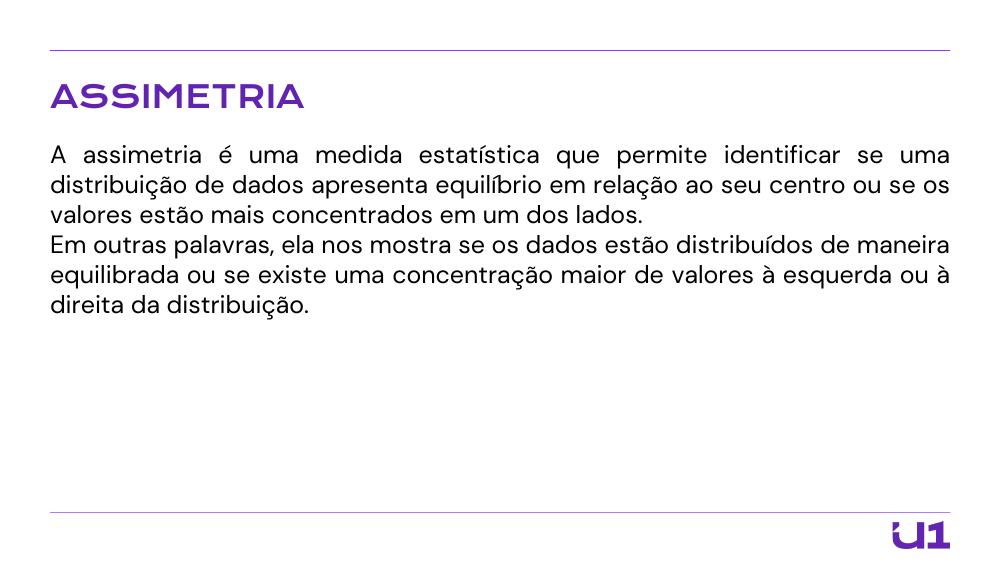 ASSIMETRIA
A assimetria é uma medida estatística que permite identificar se uma
distribuição de dados apresenta equilíbrio em relação ao seu centro ou se os
valores estão mais concentrados em um dos lados.
Em outras palavras, ela nos mostra se os dados estão distribuídos de maneira
equilibrada ou se existe uma concentração maior de valores à esquerda ou à
direita da distribuição.
U1